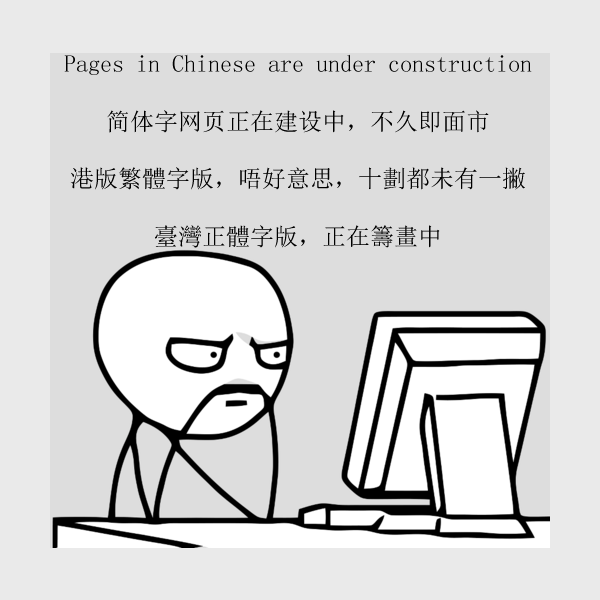 Pages in Chinese are under construction
简体字网页正在建设中，不久即面市
港版繁體字版，唔好意思，十劃都未有一撇
臺灣正體字版，正在籌畫中